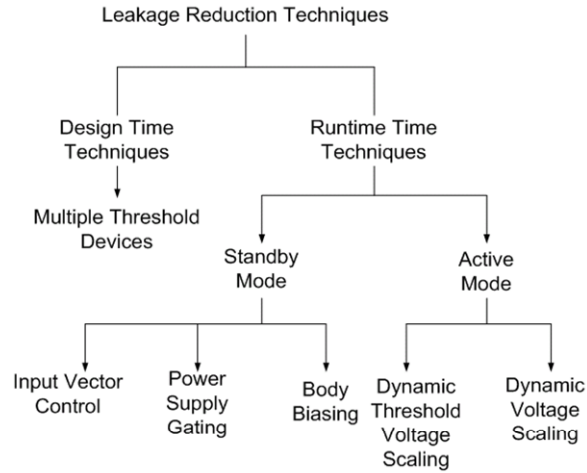 Leakage Reduction Techniques
Design Time
Techniques
Runtime Time
Techniques
Multiple Threshold
Devices
Standby
Mode
Active
Mode
Input Vector
Control
Power
Supply
Gating
Body
Biasing
Dynamic
Threshold
Voltage
Scaling
Dynamic
Voltage
Scaling